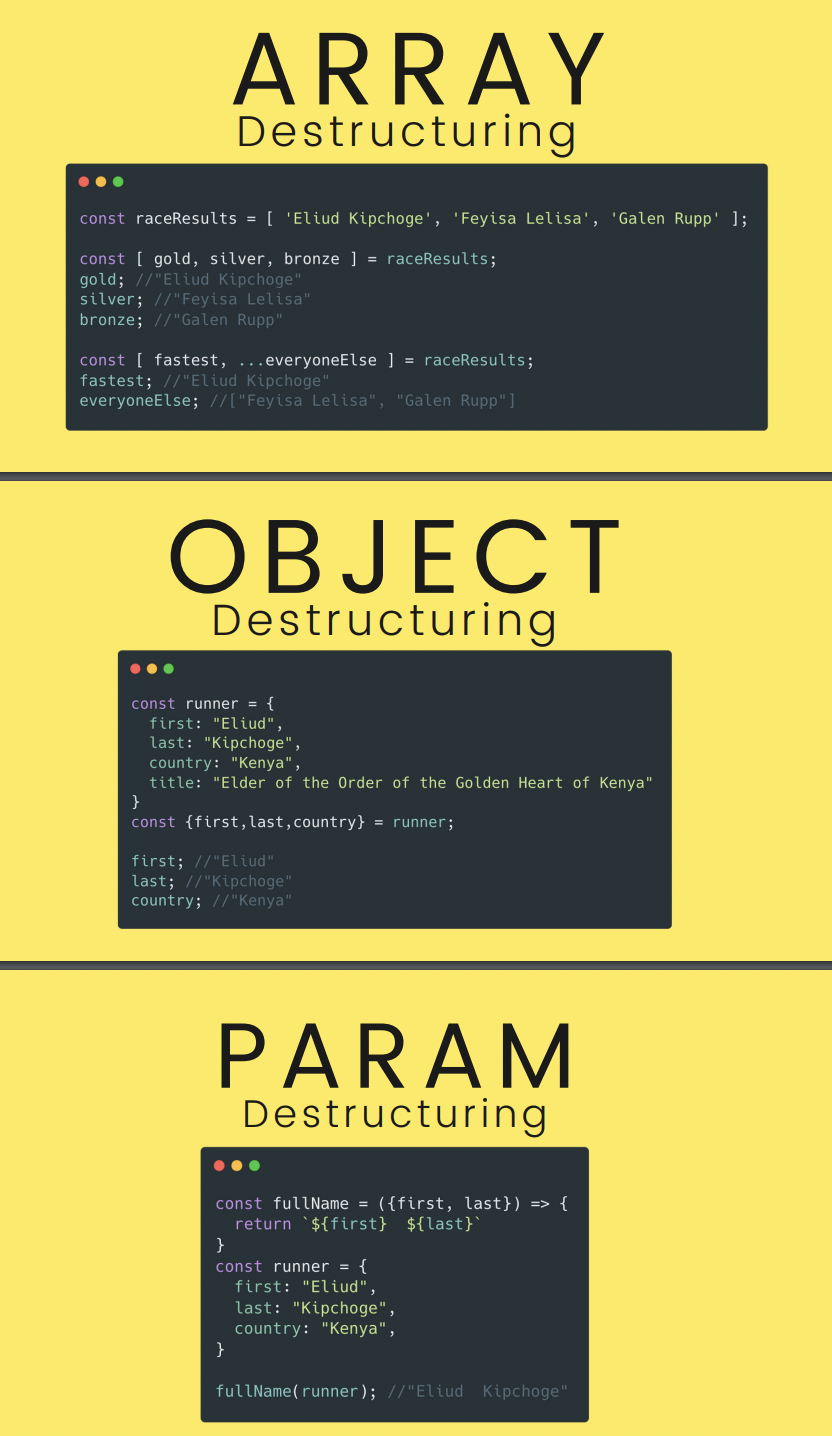 ARRAY
Destructuring
const raceResults = [ 'Eliud Kipchoge', 'Feyisa Lelisa', 'Galen Rupp' ];
const [ gold, silver, bronze ] = raceResults;
gold; //"Eliud Kipchoge"
silver; //"Feyisa Lelisa"
bronze; //"Galen Rupp"
const [ fastest, ...everyoneElse ] = raceResults;
fastest; //"Eliud Kipchoge"
everyoneElse; //["Feyisa Lelisa", "Galen Rupp"]
OBJECT
Destructuring
const runner = {
  first: "Eliud",
  last: "Kipchoge",
  country: "Kenya",
  title: "Elder of the Order of the Golden Heart of Kenya"
}
const {first,last,country} = runner;
first; //"Eliud"
last; //"Kipchoge"
country; //"Kenya"
PARAM
Destructuring
const fullName = ({first, last}) => {
  return `${first}  ${last}`
}
const runner = {
  first: "Eliud",
  last: "Kipchoge",
  country: "Kenya",
}
fullName(runner); //"Eliud  Kipchoge"